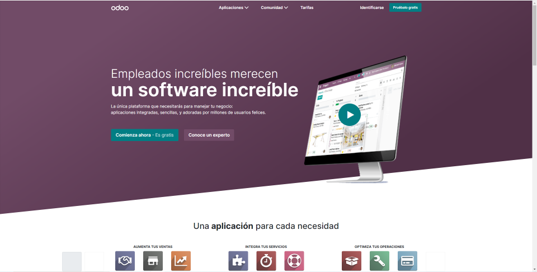 odoo
Aplicaciones Comunidad Tarifas Identificarse Pruébalo gratis
Empleados increíbles merecen
un software increíble
La única plataforma que necesitarás para manejar tu negocio:
aplicaciones integradas, sencillas, y adoradas por millones de usuarios felices.
Comienza ahora - Es gratis Conoce un experto
Una aplicación para cada necesidad
AUMENTA TUS VENTAS INTEGRA TUS SERVICIOS OPTIMIZA TUS OPERACIONES